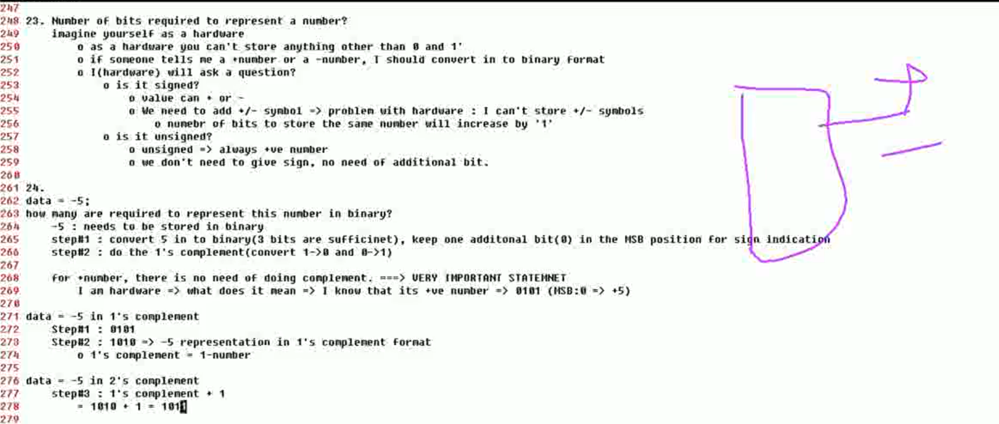 247
248 23. Number of bits required to represent a number?
249 imagine yourself as a hardware
250 o as a hardware you can't store anything other than 0 and 1'
251 o if someone tells me a +number or a -number, I should convert in to binary format
252 o I(hardware) will ask a question?
253 o is it signed?
254 o value can + or -
255 o We need to add +/- symbol => problem with hardware : I can't store +/- symbols
256 o numebr of bits to store the same number will increase by '1'
257 o is it unsigned?
258 o unsigned => always +ve number
259 o we don't need to give sign, no need of additional bit.
260
261 24.
262 data = -5;
263 how many are required to represent this number in binary?
264 -5 : needs to be stored in binary
265 step#1 : convert 5 in to binary(3 bits are sufficinet), keep one additonal bit(0) in the MSB position for sign indication
266 step#2 : do the 1's complement(convert 1->0 and 0->1)
267
268 for +number, there is no need of doing complement. ===> VERY IMPORTANT STATEMNET
269 I am hardware => what does it mean => I know that its +ve number => 0101 (MSB:0 => +5)
270
271 data = -5 in 1's complement
272 Step#1 : 0101
273 Step#2 : 1010 => -5 representation in 1's complement format
274 o 1's complement = 1-number
275
276 data = -5 in 2's complement
277 step#3 : 1's complement + 1
278 = 1010 + 1 = 1011
279